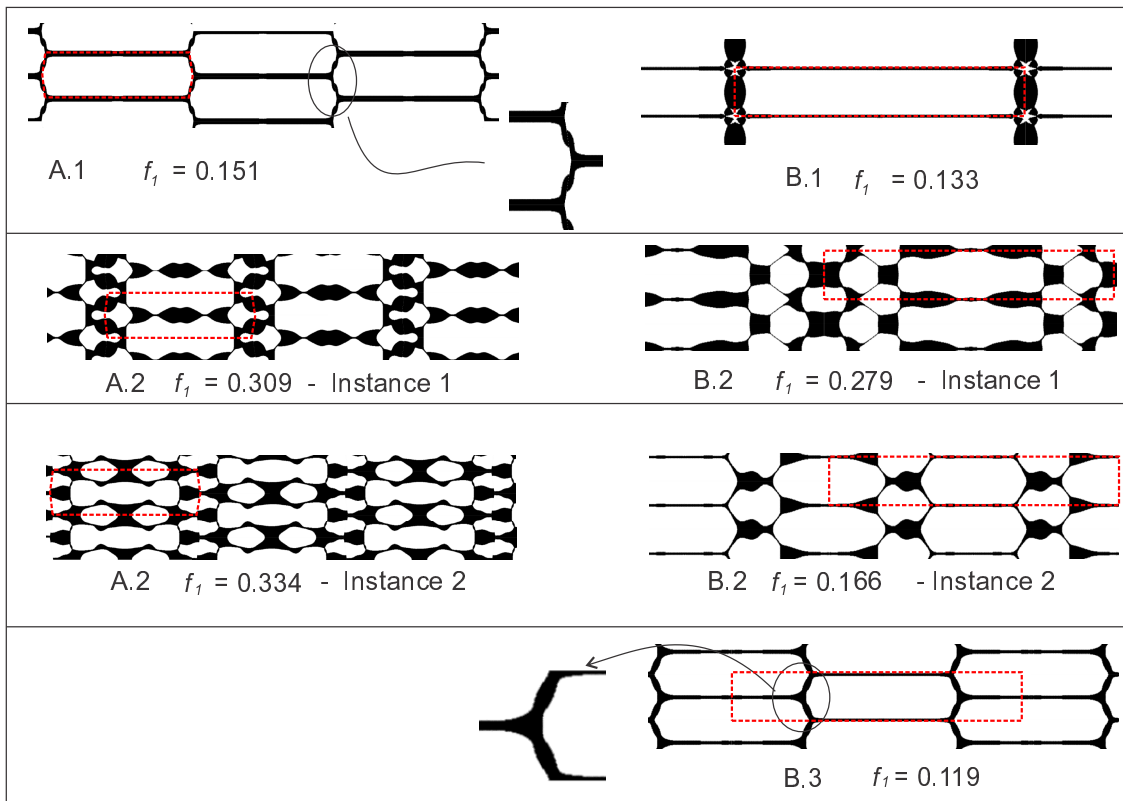 A.1 f1 = 0.151
B.1 f1 = 0.133
A.2 f1 = 0.309 - Instance 1
B.2 f1 = 0.279 - Instance 1
A.2 f1 = 0.334 - Instance 2
B.2 f1 = 0.166 - Instance 2
B.3 f1 = 0.119